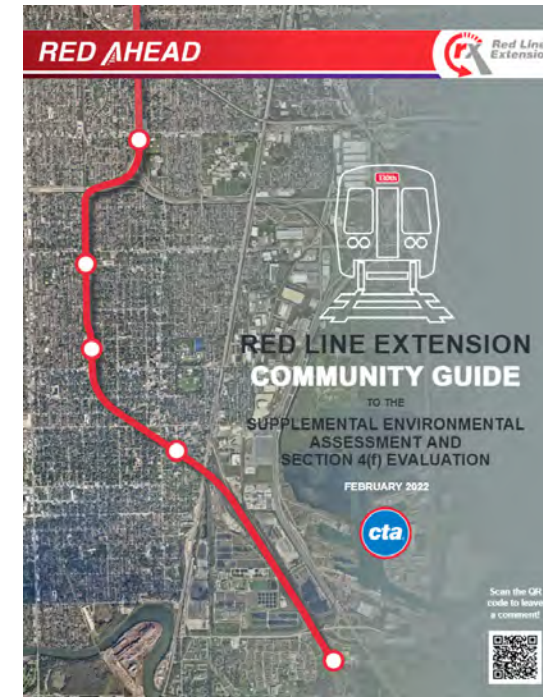 RED AHEAD
Red Line
Extension
RED LINE EXTENSION
COMMUNITY GUIDE
TO THE
SUPPLEMENTAL ENVIRONMENTAL
ASSESSMENT AND
SECTION 4(f) EVALUATION
FEBRUARY 2022
cta
Scan the QR
code to leave
a comment!